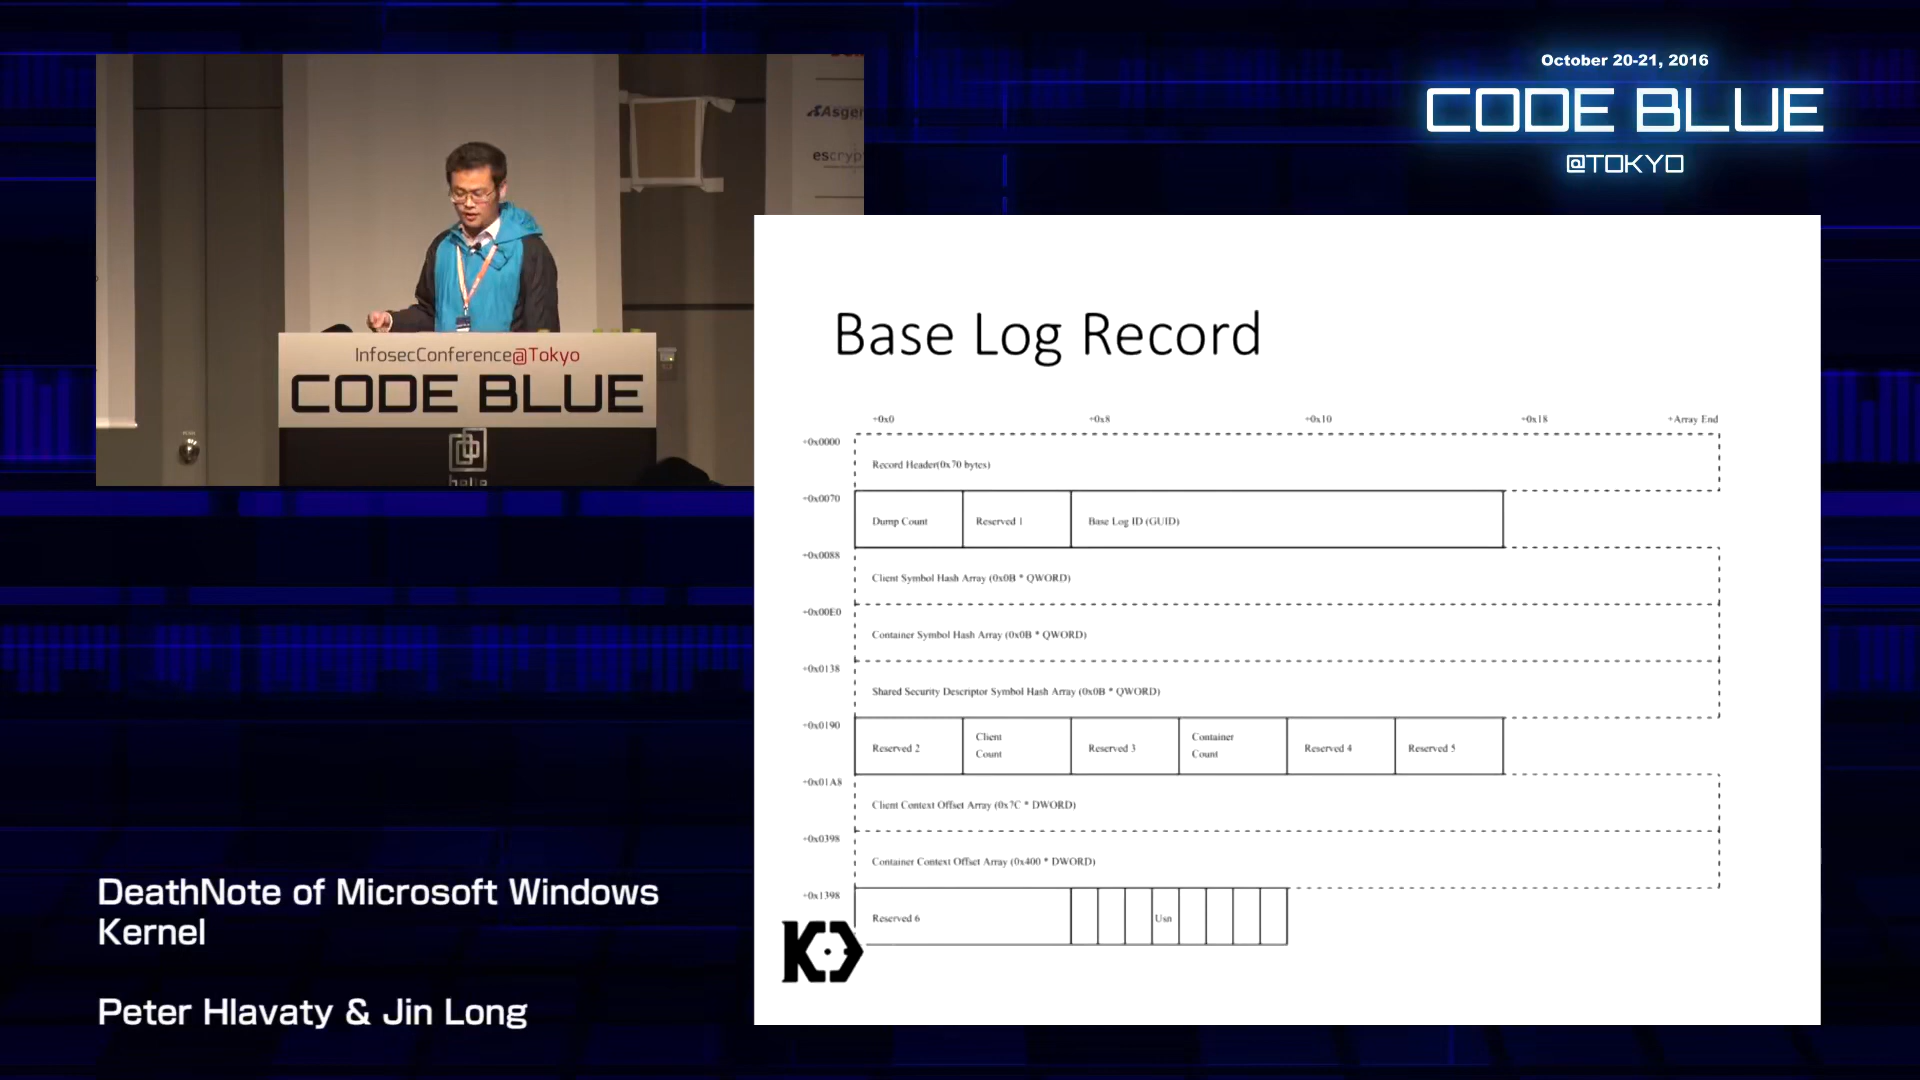 October 20-21, 2016
CODE BLUE
@TOKYO
InfosecConference@Tokyo
CODE BLUE
Base Log Record
+0x0 +0x8 +0x10 +0x18 +Array End
+0x0000
Record Header(0x70 bytes)
+0x0070
Dump Count Reserved 1 Base Log ID (GUID)
+0x0088
Client Symbol Hash Array (0x0B * QWORD)
+0x00E0
Container Symbol Hash Array (0x0B * QWORD)
+0x0138
Shared Security Descriptor Symbol Hash Array (0x0B * QWORD)
+0x0190
Reserved 2 Client Count Reserved 3 Container Count Reserved 4 Reserved 5
+0x01A8
Client Context Offset Array (0x7C * DWORD)
+0x0398
Container Context Offset Array (0x400 * DWORD)
+0x1398
Reserved 6 Usn
DeathNote of Microsoft Windows
Kernel
Peter Hlavaty & Jin Long